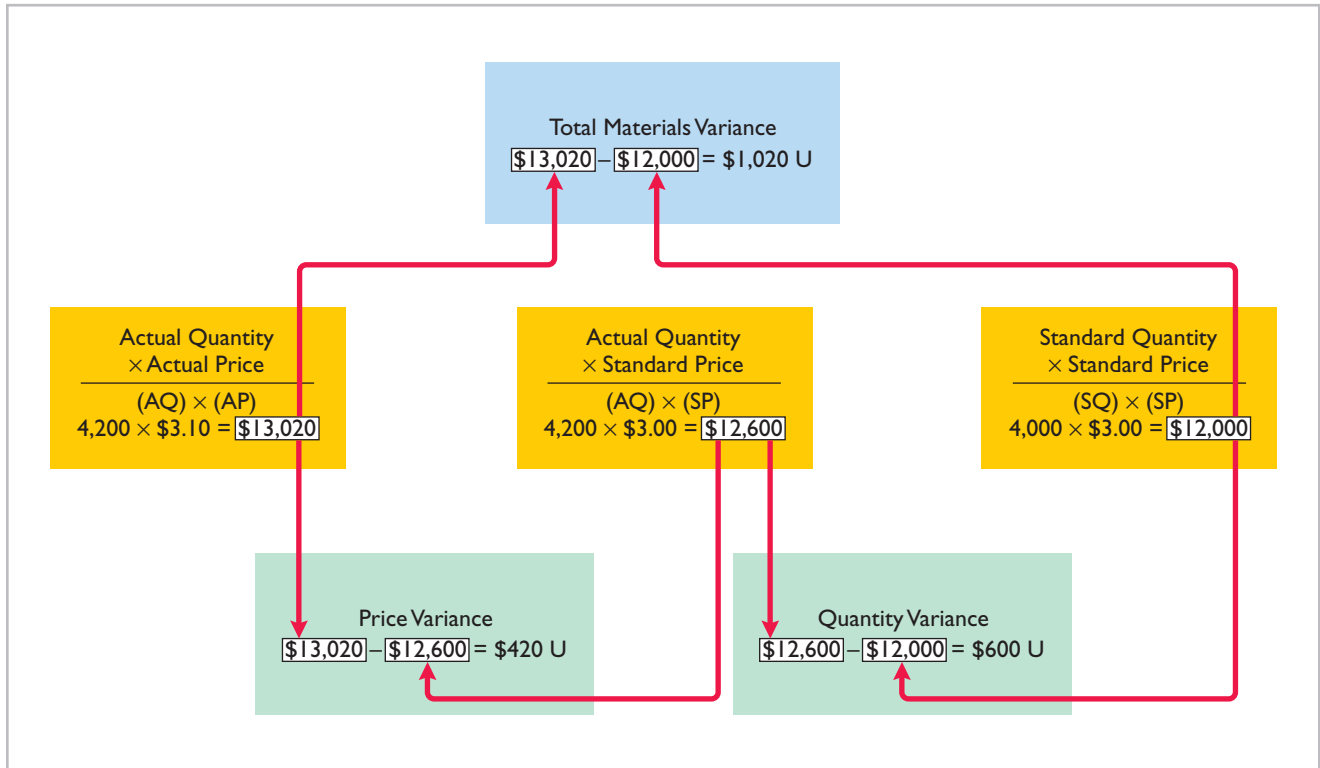 Total Materials Variance
$13,020 – $12,000 = $1,020 U
Actual Quantity
× Actual Price
(AQ) × (AP)
4,200 × $3.10 = $13,020
Actual Quantity
× Standard Price
(AQ) × (SP)
4,200 × $3.00 = $12,600
Standard Quantity
× Standard Price
(SQ) × (SP)
4,000 × $3.00 = $12,000
Price Variance
$13,020 – $12,600 = $420 U
Quantity Variance
$12,600 – $12,000 = $600 U